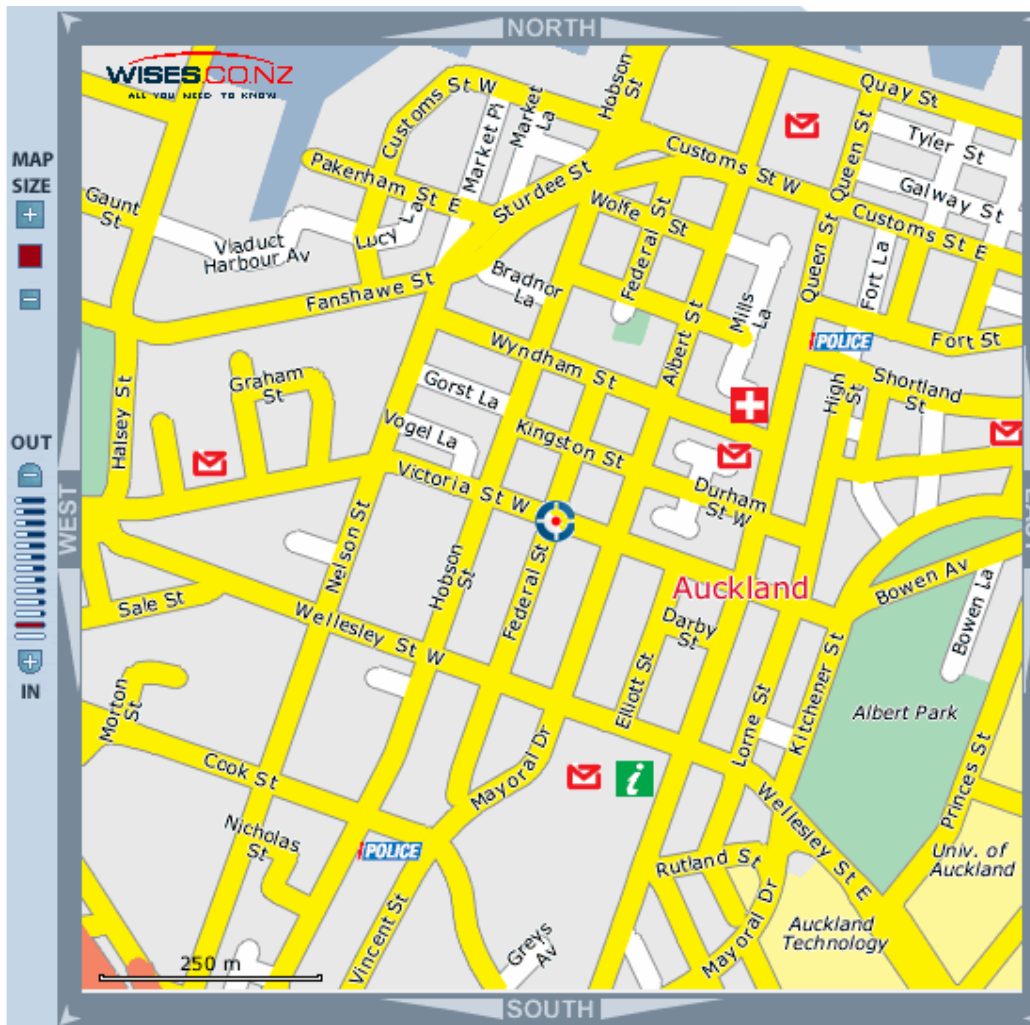 NORTH
WISES.CO.NZ
ALL YOU NEED TO KNOW
MAP
SIZE
OUT
IN
WEST
SOUTH
Quay St
Tyler St
Galway St
Customs St W
Market Pl
Market
La
Hobson
St
Customs St W
Queen St
Customs St E
Pakenham St E
Sturdee St
Gaunt
St
Lucy La
Viaduct
Harbour Av
Wolfe St
Federal St
Fort La
Queen St
Fanshawe St
Bradnor
La
Mills
La
Albert St
Fort St
POLICE
Wyndham St
Shortland
St
High
St
Graham
St
Gorst La
Halsey St
Vogel La
Kingston St
Durham
St W
Victoria St W
Nelson St
Hobson
St
Federal St
Auckland
Bowen Av
Bowen La
Sale St
Darby
St
Wellesley St W
Elliott St
Lorne St
Kitchener St
Albert Park
Morton
St
Cook St
Mayoral Dr
Princes St
Wellesley St E
Nicholas
St
POLICE
i
Rutland St
Univ. of
Auckland
Vincent St
Greys
Av
Mayoral Dr
Auckland
Technology
250 m